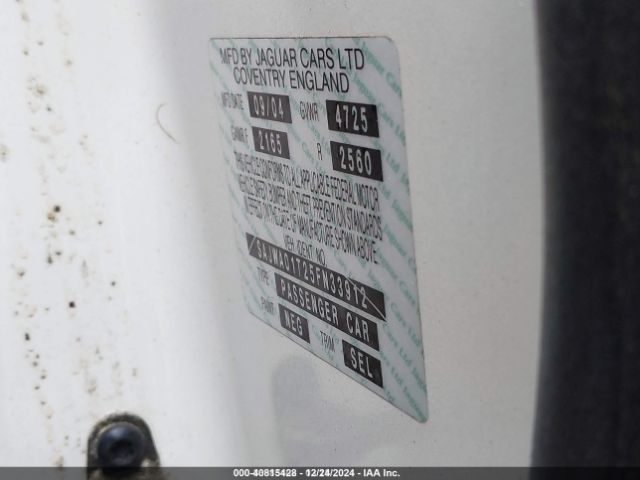 MFD BY JAGUAR CARS LTD
COVENTRY ENGLAND
MFD DATE 09/04 GVWR 4725
GAWR F 2165 R 2560
THIS VEHICLE CONFORMS TO ALL APPLICABLE FEDERAL MOTOR
VEHICLE SAFETY BUMPER AND THEFT PREVENTION STANDARDS
IN EFFECT ON THE DATE OF MANUFACTURE SHOWN ABOVE
VEH. IDENT NO.
SAJWA01T25FN33912
TYPE PASSENGER CAR
PAINT NEG TRIM SEL
000-40815428 - 12/24/2024 - IAA Inc.